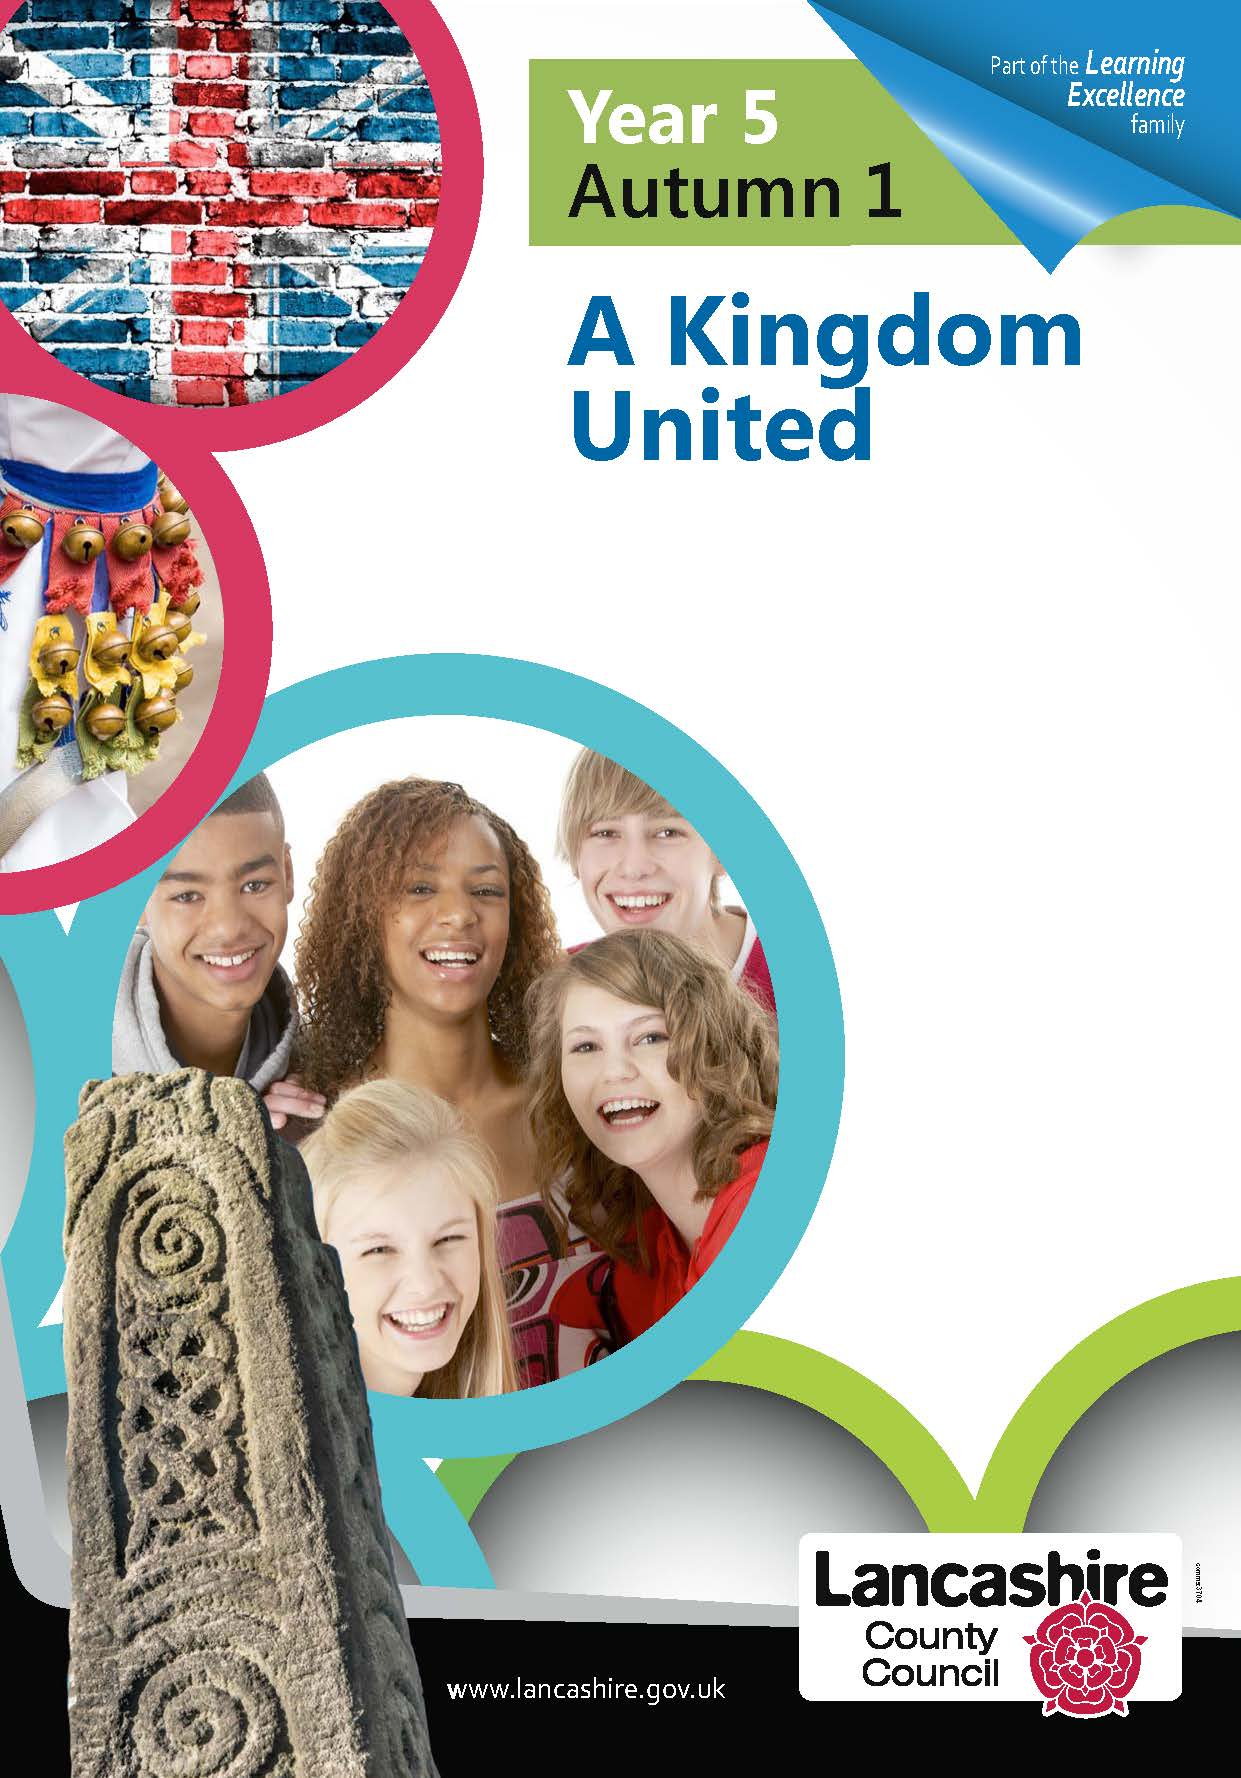 Part of the Learning
Excellence
family
Year 5
Autumn 1
A Kingdom
United
Lancashire
County
Council
comms3704
www.lancashire.gov.uk